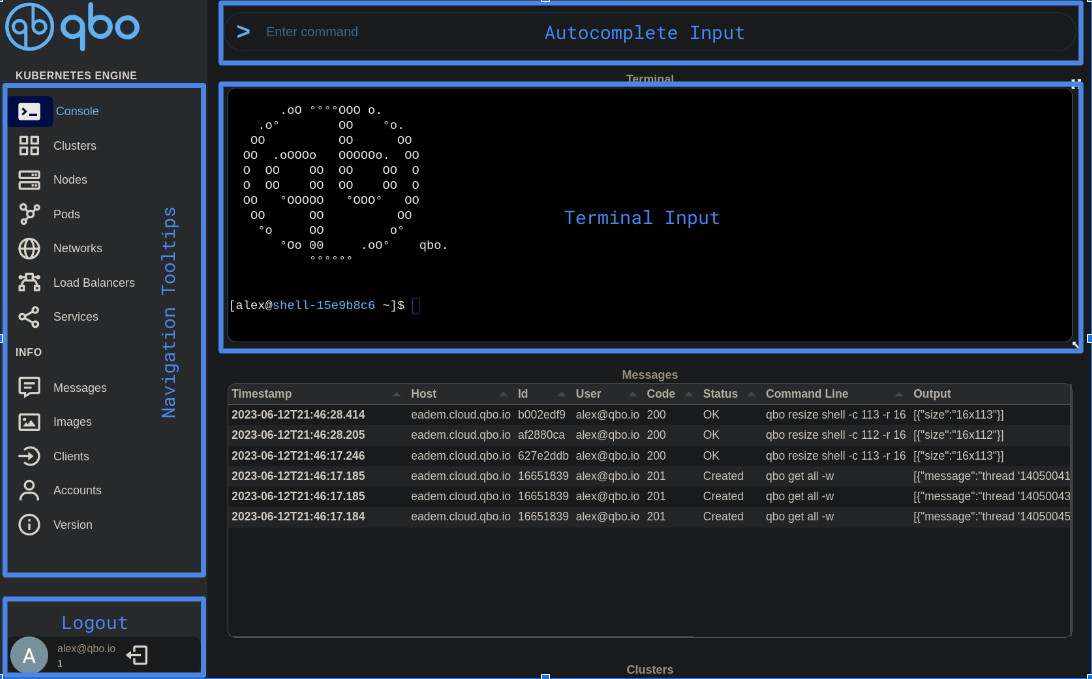 qb qbo
> Enter command
Autocomplete Input
KUBERNETES ENGINE
Console
Clusters
Nodes
Pods
Networks
Load Balancers
Services
INFO
Messages
Images
Clients
Accounts
Version
Navigation Tooltips
Logout
A
alex@qbo.io
1
Terminal
.oO °°°°OOO o.
.o° OO °o.
OO OO OO
OO .oOOOo OOOOOo. OO
O OO OO OO OO O
O OO OO OO OO O
OO °OOOOO °OOO° OO
OO OO OO
°o OO o°
°Oo OO .oO° qbo.
°°°°°°
Terminal Input
[alex@shell-15e9b8c6 ~]$
Messages
Timestamp Host Id User Code Status Command Line Output
2023-06-12T21:46:28.414 eadem.cloud.qbo.io b002edf9 alex@qbo.io 200 OK qbo resize shell -c 113 -r 16 [{"size":"16x113"}]
2023-06-12T21:46:28.205 eadem.cloud.qbo.io af2880ca alex@qbo.io 200 OK qbo resize shell -c 112 -r 16 [{"size":"16x112"}]
2023-06-12T21:46:17.246 eadem.cloud.qbo.io 627e2ddb alex@qbo.io 200 OK qbo resize shell -c 113 -r 16 [{"size":"16x113"}]
2023-06-12T21:46:17.185 eadem.cloud.qbo.io 16651839 alex@qbo.io 201 Created qbo get all -w [{"message":"thread '14050041
2023-06-12T21:46:17.185 eadem.cloud.qbo.io 16651839 alex@qbo.io 201 Created qbo get all -w [{"message":"thread '14050043
2023-06-12T21:46:17.184 eadem.cloud.qbo.io 16651839 alex@qbo.io 201 Created qbo get all -w [{"message":"thread '14050045
Clusters